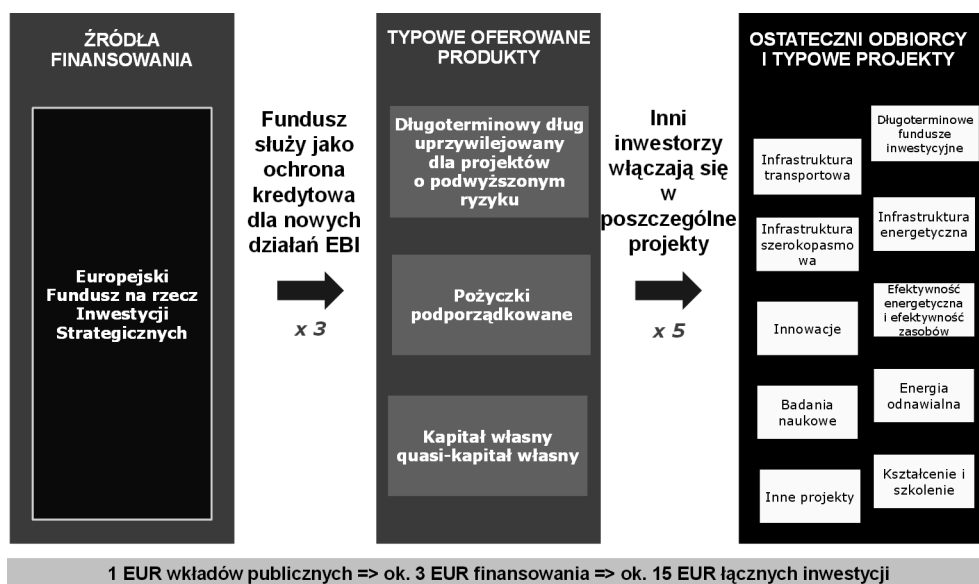 ŹRÓDŁA
FINANSOWANIA
Europejski
Fundusz na rzecz
Inwestycji
Strategicznych
Fundusz
służy jako
ochrona
kredytowa
dla nowych
działań EBI
x 3
TYPOWE OFEROWANE
PRODUKTY
Długoterminowy dług
uprzywilejowany
dla projektów
o podwyższonym
ryzyku
Pożyczki
podporządkowane
Kapitał własny
quasi-kapitał własny
Inni
inwestorzy
włączają się
w
poszczególne
projekty
x 5
OSTATECZNI ODBIORCY
I TYPOWE PROJEKTY
Infrastruktura
transportowa
Infrastruktura
szerokopasmo
wa
Innowacje
Badania
naukowe
Inne projekty
Długoterminowe
fundusze
inwestycyjne
Infrastruktura
energetyczna
Efektywność
energetyczna
i efektywność
zasobów
Energia
odnawialna
Kształcenie i
szkolenie
1 EUR wkładów publicznych => ok. 3 EUR finansowania => ok. 15 EUR łącznych inwestycji